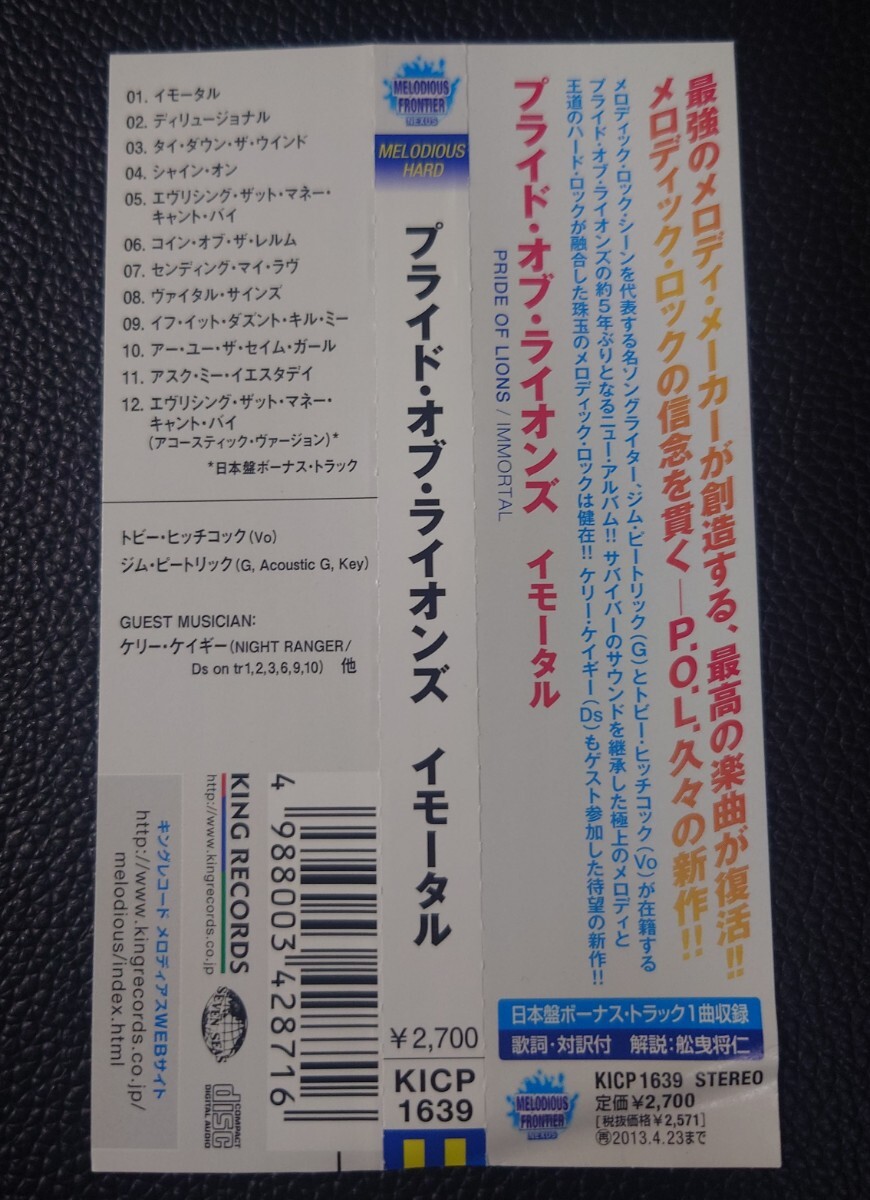 01. イモータル
02. ディリュージョナル
03. タイ・ダウン・ザ・ウインド
04. シャイン・オン
05. エヴリシング・ザット・マネー・
キャント・バイ
06. コイン・オブ・ザ・レルム
07. センディング・マイ・ラヴ
08. ヴァイタル・サインズ
09. イフ・イット・ダズント・キル・ミー
10. アー・ユー・ザ・セイム・ガール
11. アスク・ミー・イエスタデイ
12. エヴリシング・ザット・マネー・
キャント・バイ
(アコースティック・ヴァージョン)*
*日本盤ボーナス・トラック
トビー・ヒッチコック(Vo)
ジム・ピートリック(G, Acoustic G, Key)
GUEST MUSICIAN:
ケリー・ケイギー(NIGHT RANGER/
Ds on tr1,2,3,6,9,10) 他
キングレコード メロディアスWEBサイト
http://www.kingrecords.co.jp/
melodious/index.html
KING RECORDS
http://www.kingrecords.co.jp
SEVEN SEAS
COMPACT
disc
DIGITAL AUDIO
4 988003 428716
MELODIOUS
FRONTIER
NEXUS
MELODIOUS
HARD
プライド・オブ・ライオンズ イモータル
¥2,700
KICP
1639
最強のメロディ・メーカーが創造する、最高の楽曲が復活!!
メロディック・ロックの信念を貫く―P.O.L.久々の新作!!
メロディック・ロック・シーンを代表する名ソングライター、ジム・ピートリック(G)とトビー・ヒッチコック(Vo)が在籍する
プライド・オブ・ライオンズの約5年ぶりとなるニュー・アルバム!! サバイバーのサウンドを継承した極上のメロディと
王道のハード・ロックが融合した珠玉のメロディック・ロックは健在!! ケリー・ケイギー(Ds)もゲスト参加した待望の新作!!
プライド・オブ・ライオンズ イモータル
PRIDE OF LIONS / IMMORTAL
日本盤ボーナス・トラック1曲収録
歌詞・対訳付 解説:舩曳将仁
MELODIOUS
FRONTIER
NEXUS
KICP 1639 STEREO
定価¥2,700
[税抜価格¥2,571]
再2013.4.23まで